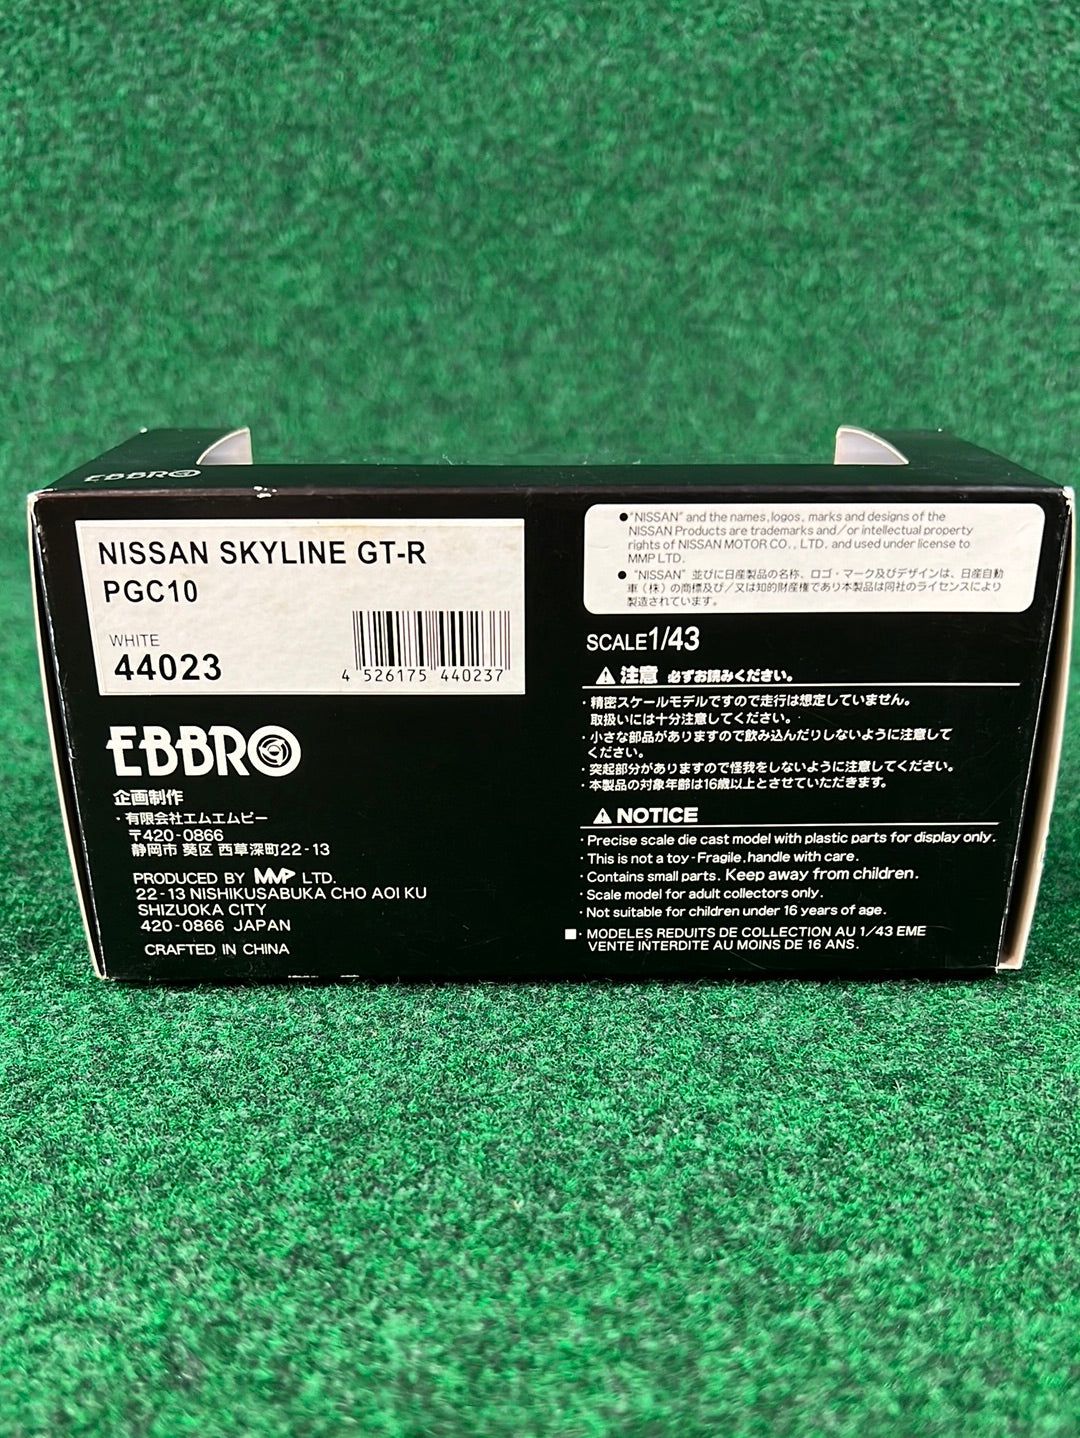 EBBRO
NISSAN SKYLINE GT-R
PGC10
WHITE
44023
4 526175 440237
EBBRO
企画制作
・有限会社エムエムピー
〒420-0866
静岡市 葵区 西草深町22-13
PRODUCED BY MMP LTD.
22-13 NISHIKUSABUKA CHO AOI KU
SHIZUOKA CITY
420-0866 JAPAN
CRAFTED IN CHINA
●"NISSAN" and the names, logos, marks and designs of the
NISSAN Products are trademarks and/or intellectual property
rights of NISSAN MOTOR CO., LTD. and used under license to
MMP LTD.
● "NISSAN" 並びに日産製品の名称、ロゴ・マーク及びデザインは、日産自動
車（株）の商標及び／又は知的財産権であり本製品は同社のライセンスにより
製造されています。
SCALE1/43
⚠注意 必ずお読みください。
・精密スケールモデルですので走行は想定していません。
取扱いには十分注意してください。
・小さな部品がありますので飲み込んだりしないように注意して
ください。
・突起部分がありますので怪我をしないように注意してください。
・本製品の対象年齢は16歳以上とさせていただきます。
⚠NOTICE
・Precise scale die cast model with plastic parts for display only.
・This is not a toy-Fragile, handle with care.
・Contains small parts. Keep away from children.
・Scale model for adult collectors only.
・Not suitable for children under 16 years of age.
■・MODELES REDUITS DE COLLECTION AU 1/43 EME
VENTE INTERDITE AU MOINS DE 16 ANS.